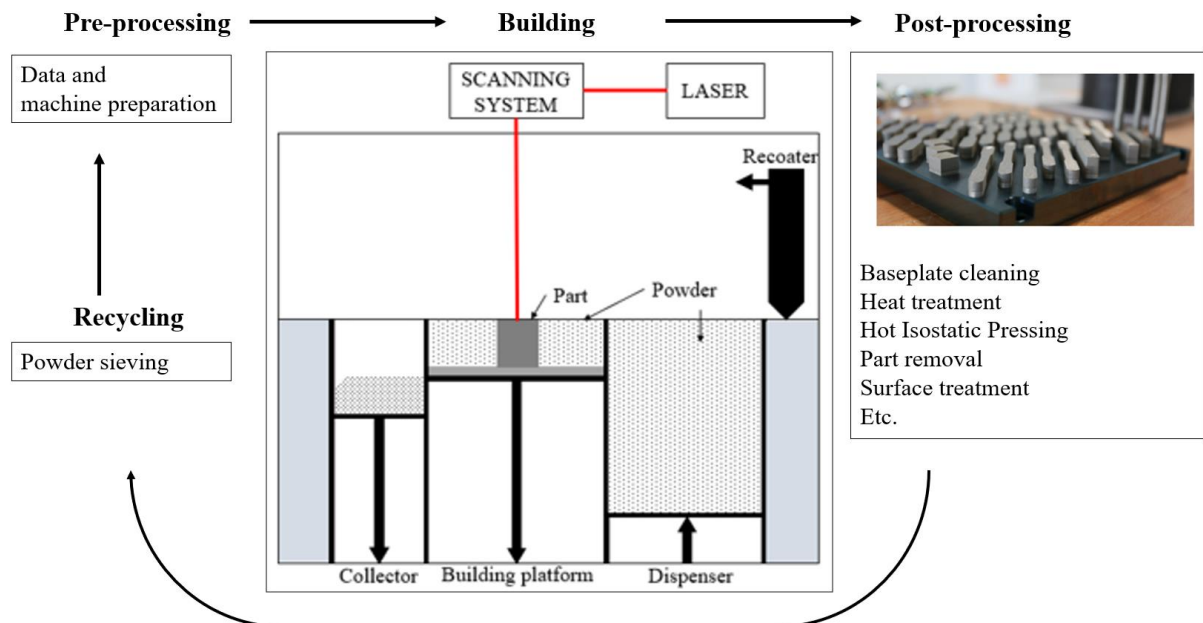 Pre-processing
Building
Post-processing
Data and
machine preparation
SCANNING
SYSTEM
LASER
Recoater
Part
Powder
Recycling
Powder sieving
Baseplate cleaning
Heat treatment
Hot Isostatic Pressing
Part removal
Surface treatment
Etc.
Collector
Building platform
Dispenser